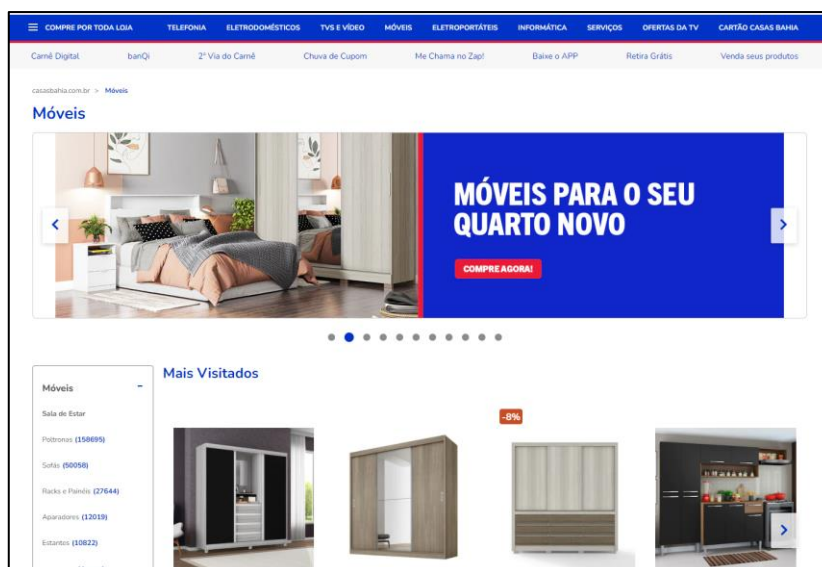 COMPRE POR TODA LOJA TELEFONIA ELETRODOMÉSTICOS TVS E VÍDEO MÓVEIS ELETROPORTÁTEIS INFORMÁTICA SERVIÇOS OFERTAS DA TV CARTÃO CASAS BAHIA
Carnê Digital banQi 2ª Via do Carnê Chuva de Cupom Me Chama no Zap! Baixe o APP Retira Grátis Venda seus produtos
casasbahia.com.br > Móveis
Móveis
MÓVEIS PARA O SEU
QUARTO NOVO
COMPRE AGORA!
Mais Visitados
Móveis -
Sala de Estar
-8%
Poltronas (158695)
Sofás (50058)
Racks e Painéis (27644)
Aparadores (12019)
Estantes (10822)